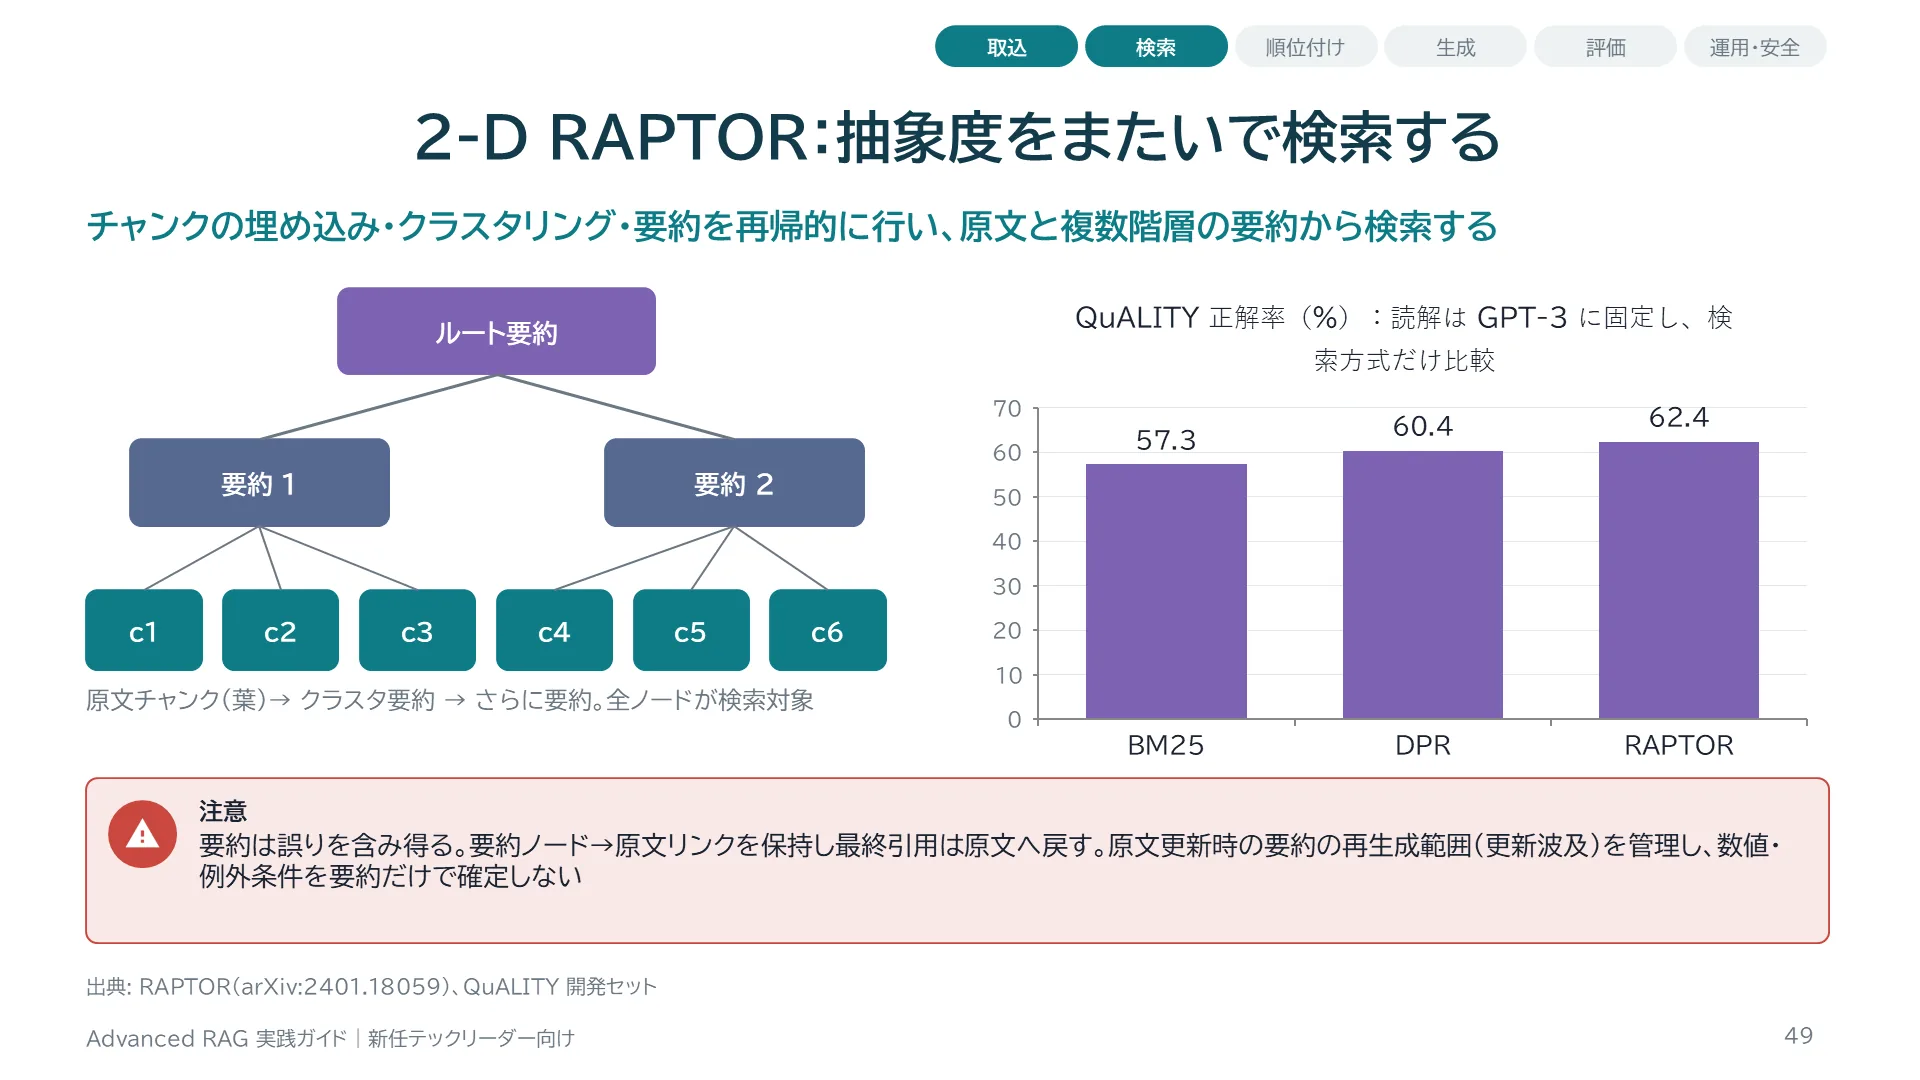 取込
検索
順位付け
生成
評価
運用・安全
2-D RAPTOR：抽象度をまたいで検索する
チャンクの埋め込み・クラスタリング・要約を再帰的に行い、原文と複数階層の要約から検索する
ルート要約
要約 1
要約 2
c1
c2
c3
c4
c5
c6
原文チャンク（葉）→ クラスタ要約 → さらに要約。全ノードが検索対象
QuALITY 正解率（%）：読解は GPT-3 に固定し、検
索方式だけ比較
70
60
50
40
30
20
10
0
57.3
60.4
62.4
BM25
DPR
RAPTOR
注意
要約は誤りを含み得る。要約ノード→原文リンクを保持し最終引用は原文へ戻す。原文更新時の要約の再生成範囲（更新波及）を管理し、数値・
例外条件を要約だけで確定しない
出典: RAPTOR（arXiv:2401.18059）、QuALITY 開発セット
Advanced RAG 実践ガイド｜新任テックリーダー向け
49